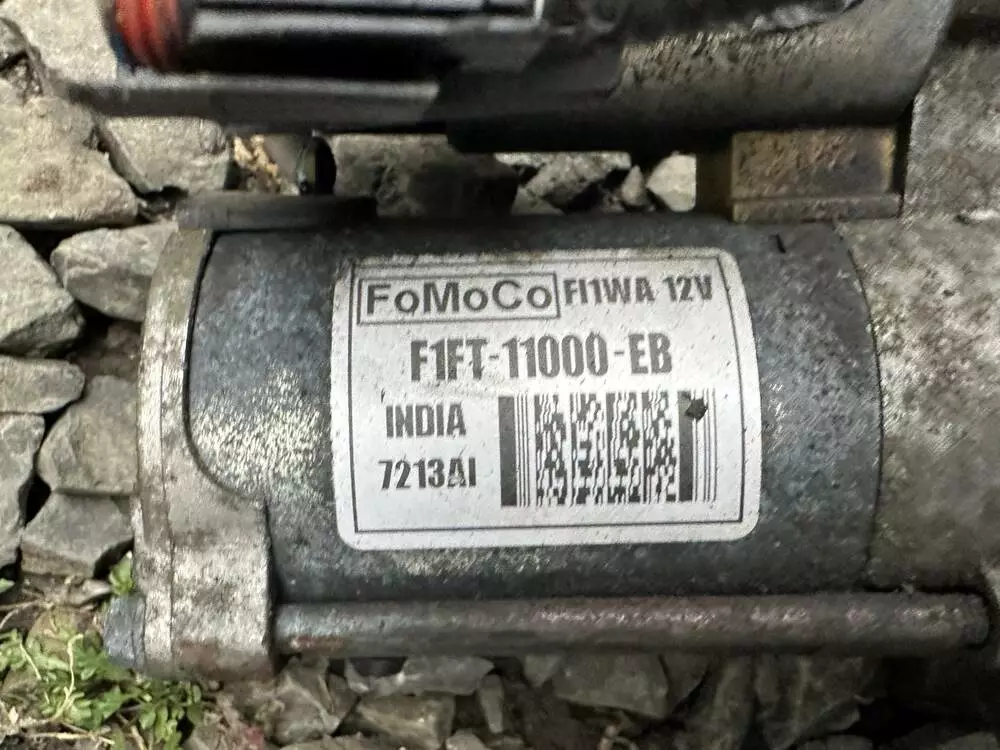 FoMoCo FI1WA 12V
F1FT-11000-EB
INDIA
7213AI